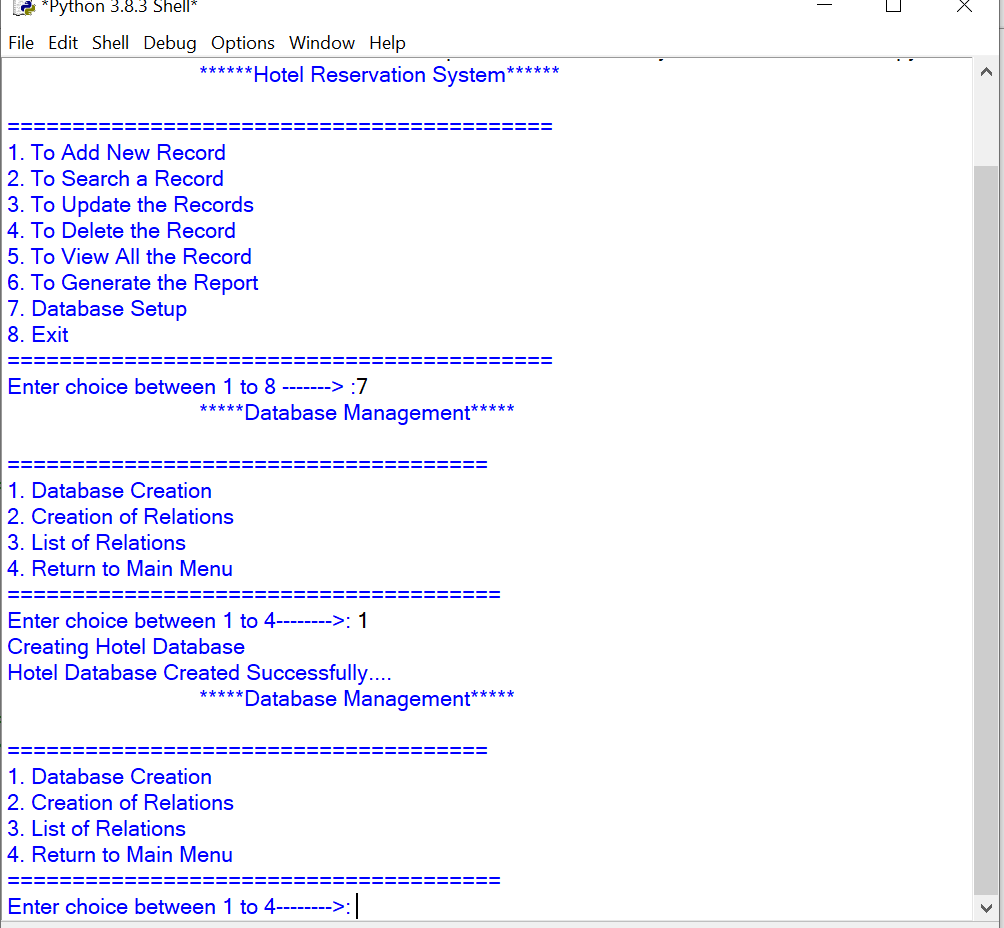 *Python 3.8.3 Shell*
File Edit Shell Debug Options Window Help
******Hotel Reservation System******
==========================================
1. To Add New Record
2. To Search a Record
3. To Update the Records
4. To Delete the Record
5. To View All the Record
6. To Generate the Report
7. Database Setup
8. Exit
==========================================
Enter choice between 1 to 8 -------> :7
*****Database Management*****
=====================================
1. Database Creation
2. Creation of Relations
3. List of Relations
4. Return to Main Menu
======================================
Enter choice between 1 to 4-------->: 1
Creating Hotel Database
Hotel Database Created Successfully....
*****Database Management*****
=====================================
1. Database Creation
2. Creation of Relations
3. List of Relations
4. Return to Main Menu
======================================
Enter choice between 1 to 4-------->: